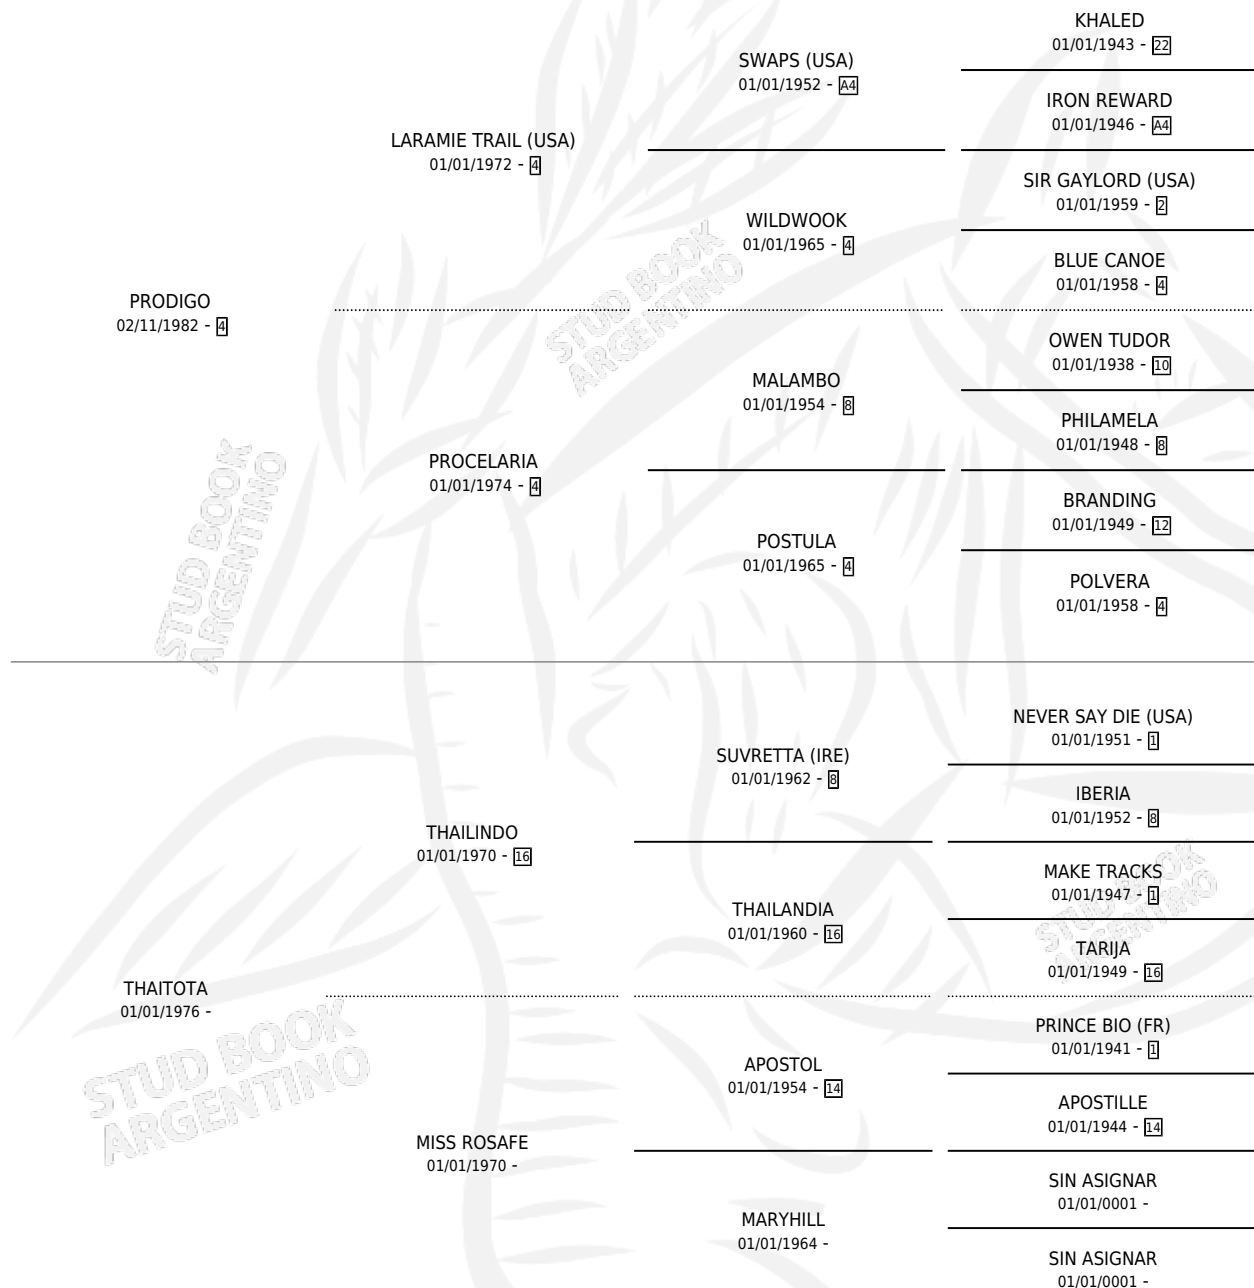 KHALED
01/01/1943 - 22
SWAPS (USA)
01/01/1952 - A4
IRON REWARD
01/01/1946 - A4
LARAMIE TRAIL (USA)
01/01/1972 - 4
SIR GAYLORD (USA)
01/01/1959 - 2
WILDWOOK
01/01/1965 - 4
BLUE CANOE
01/01/1958 - 4
PRODIGO
02/11/1982 - 4
OWEN TUDOR
01/01/1938 - 10
MALAMBO
01/01/1954 - 8
PHILAMELA
01/01/1948 - 8
PROCELARIA
01/01/1974 - 4
BRANDING
01/01/1949 - 12
POSTULA
01/01/1965 - 4
POLVERA
01/01/1958 - 4
NEVER SAY DIE (USA)
01/01/1951 - 1
SUVRETTA (IRE)
01/01/1962 - 8
IBERIA
01/01/1952 - 8
THAILINDO
01/01/1970 - 16
MAKE TRACKS
01/01/1947 - 1
THAILANDIA
01/01/1960 - 16
TARIJA
01/01/1949 - 16
THAITOTA
01/01/1976 -
PRINCE BIO (FR)
01/01/1941 - 1
APOSTOL
01/01/1954 - 14
APOSTILLE
01/01/1944 - 14
MISS ROSAFE
01/01/1970 -
SIN ASIGNAR
01/01/0001 -
MARYHILL
01/01/1964 -
SIN ASIGNAR
01/01/0001 -
STUD BOOK
ARGENTINO
STUD BOOK
ARGENTINO
STUD BOOK
ARGENTINO
STUD BOOK
ARGENTINO